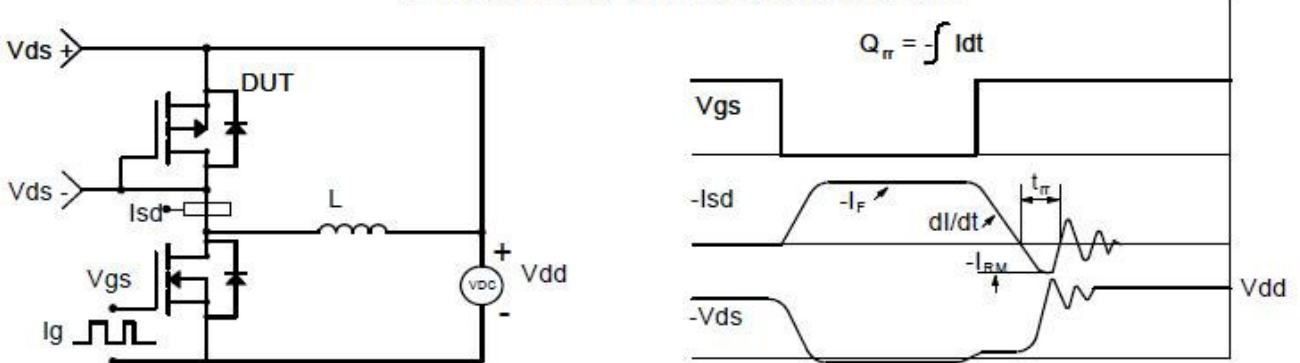 Vds +
DUT
Vds -
Isd
L
Vgs
Ig
+
VDC
-
Vdd
Qrr = -∫ Idt
Vgs
-Isd
-IF
dI/dt
trr
-IRM
Vdd
-Vds